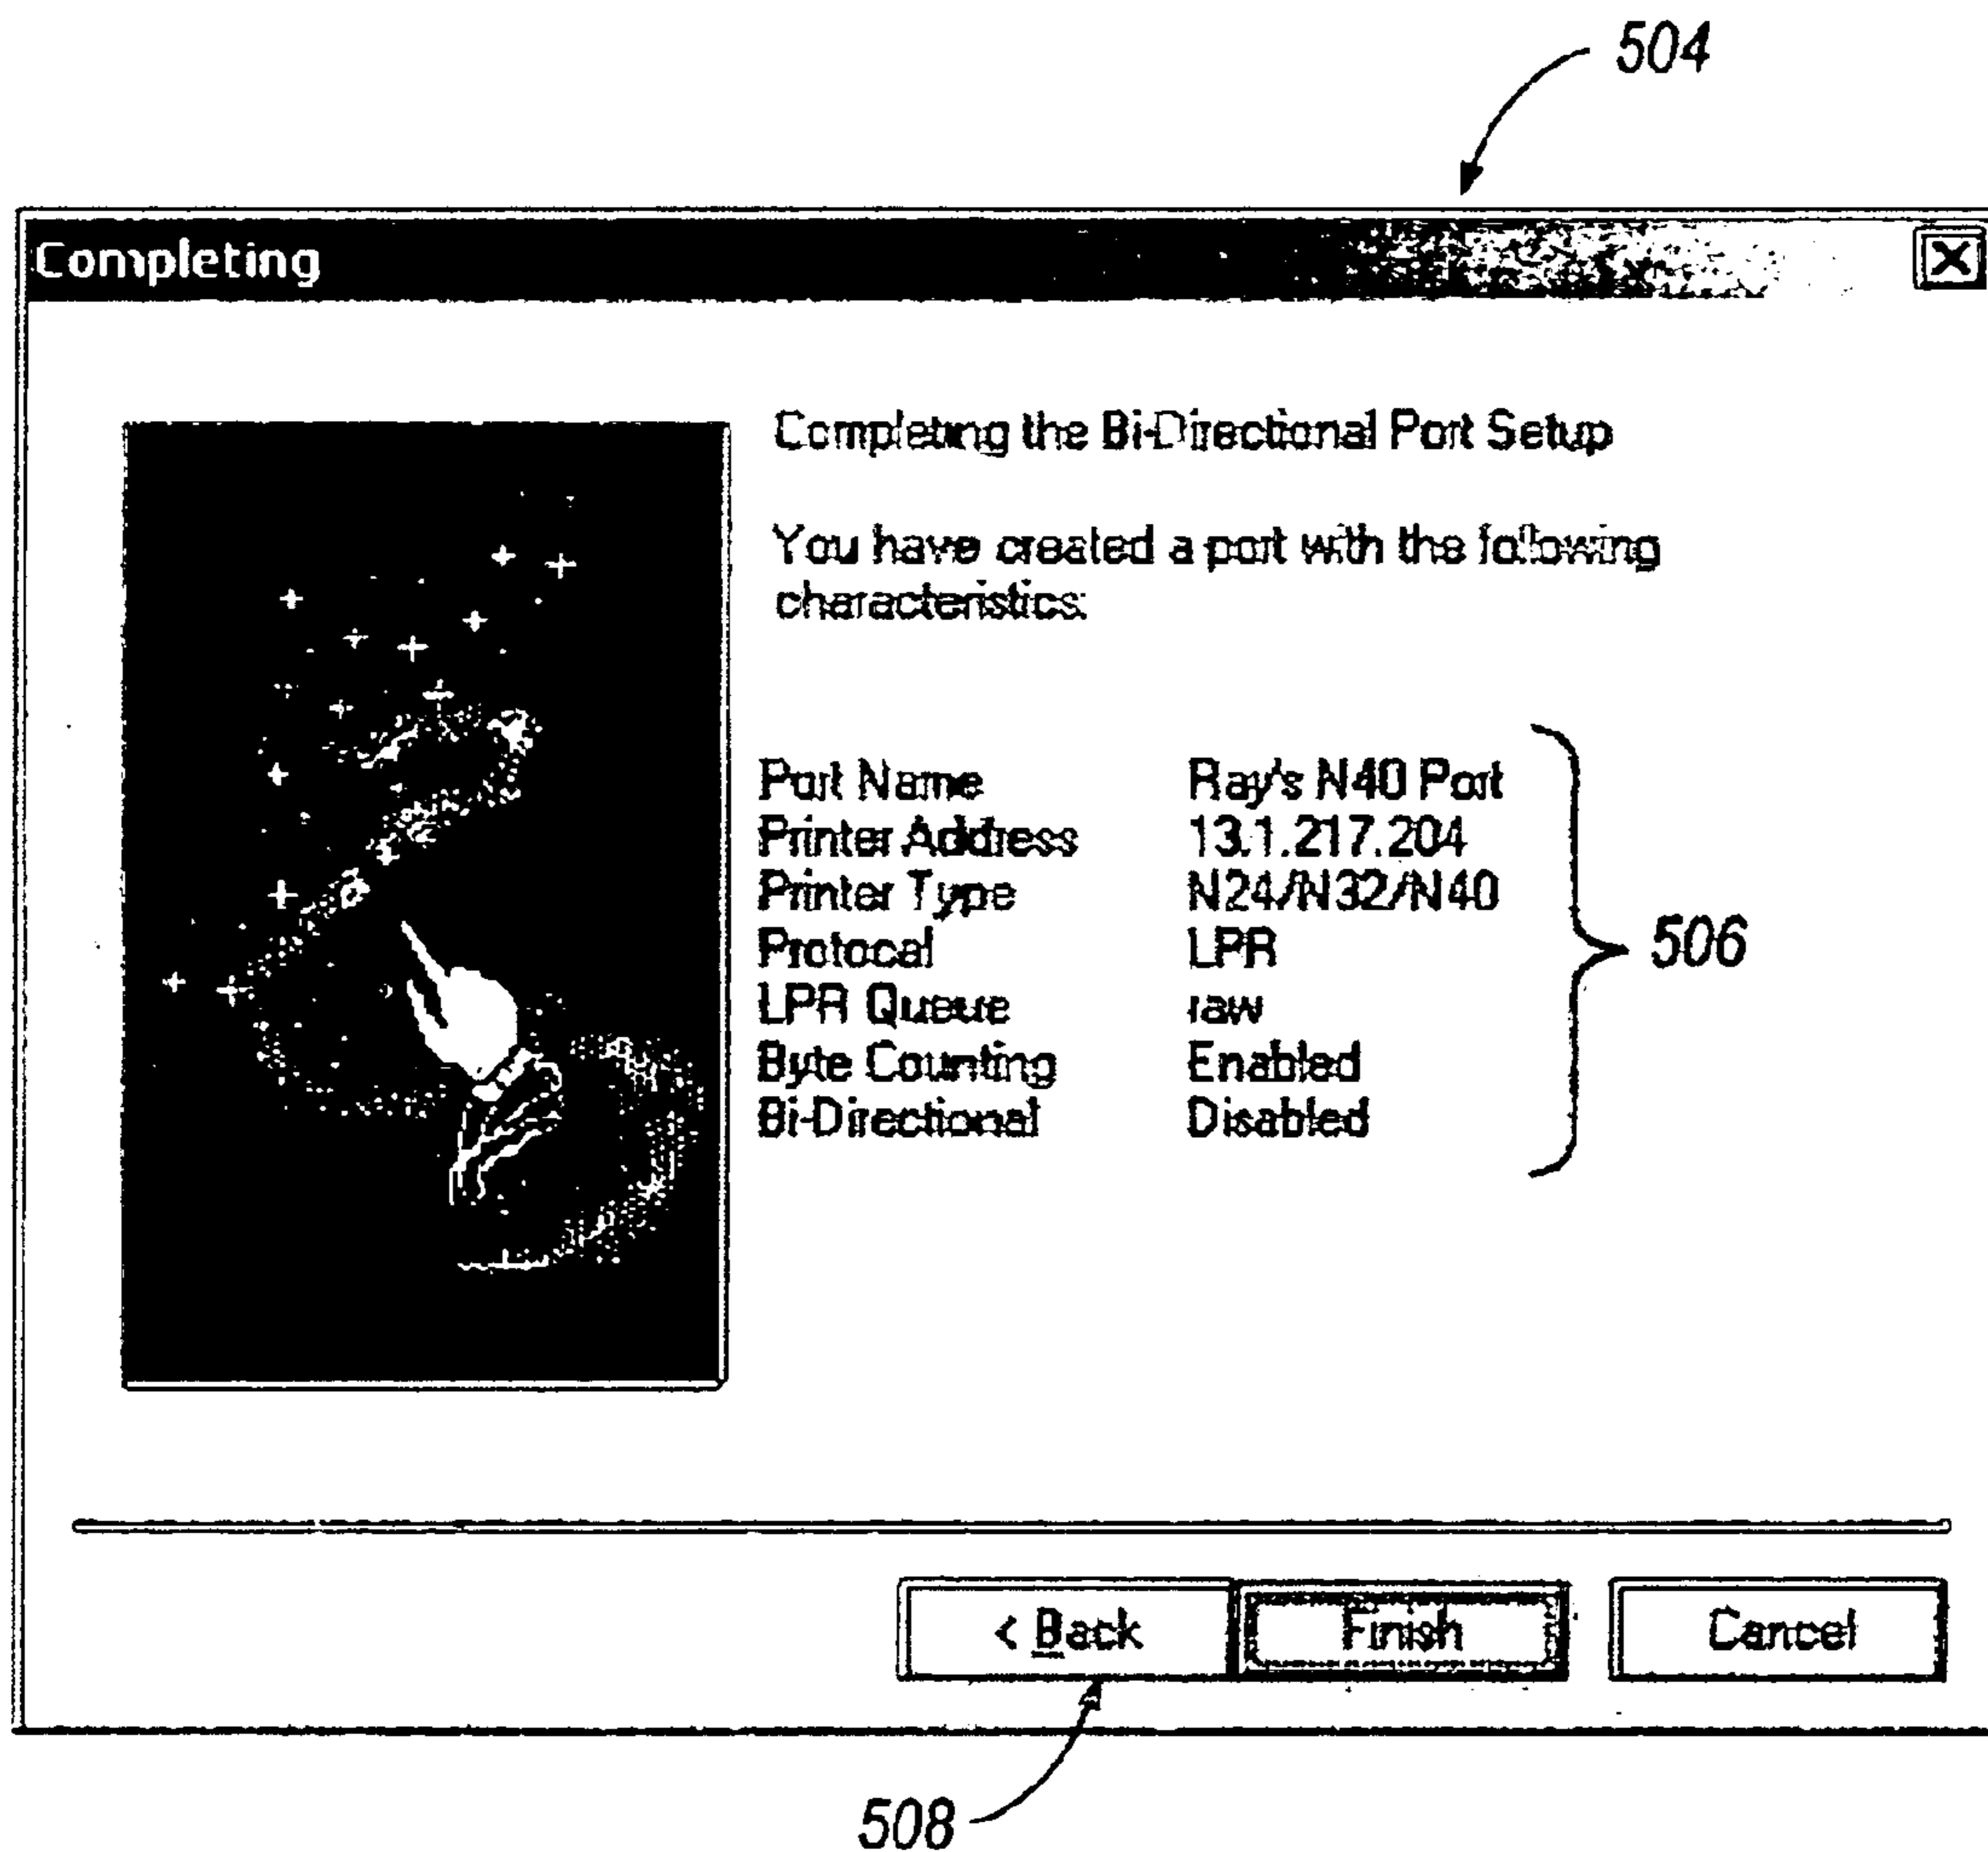 504
Completing
Completing the Bi-Directional Port Setup
You have created a port with the following
characteristics:
Port Name Ray's N40 Port
Printer Address 13.1.217.204
Printer Type N24/N32/N40
Protocal LPR
LPR Queue raw
Byte Counting Enabled
Bi-Directional Disabled
506
< Back Finish Cancel
508